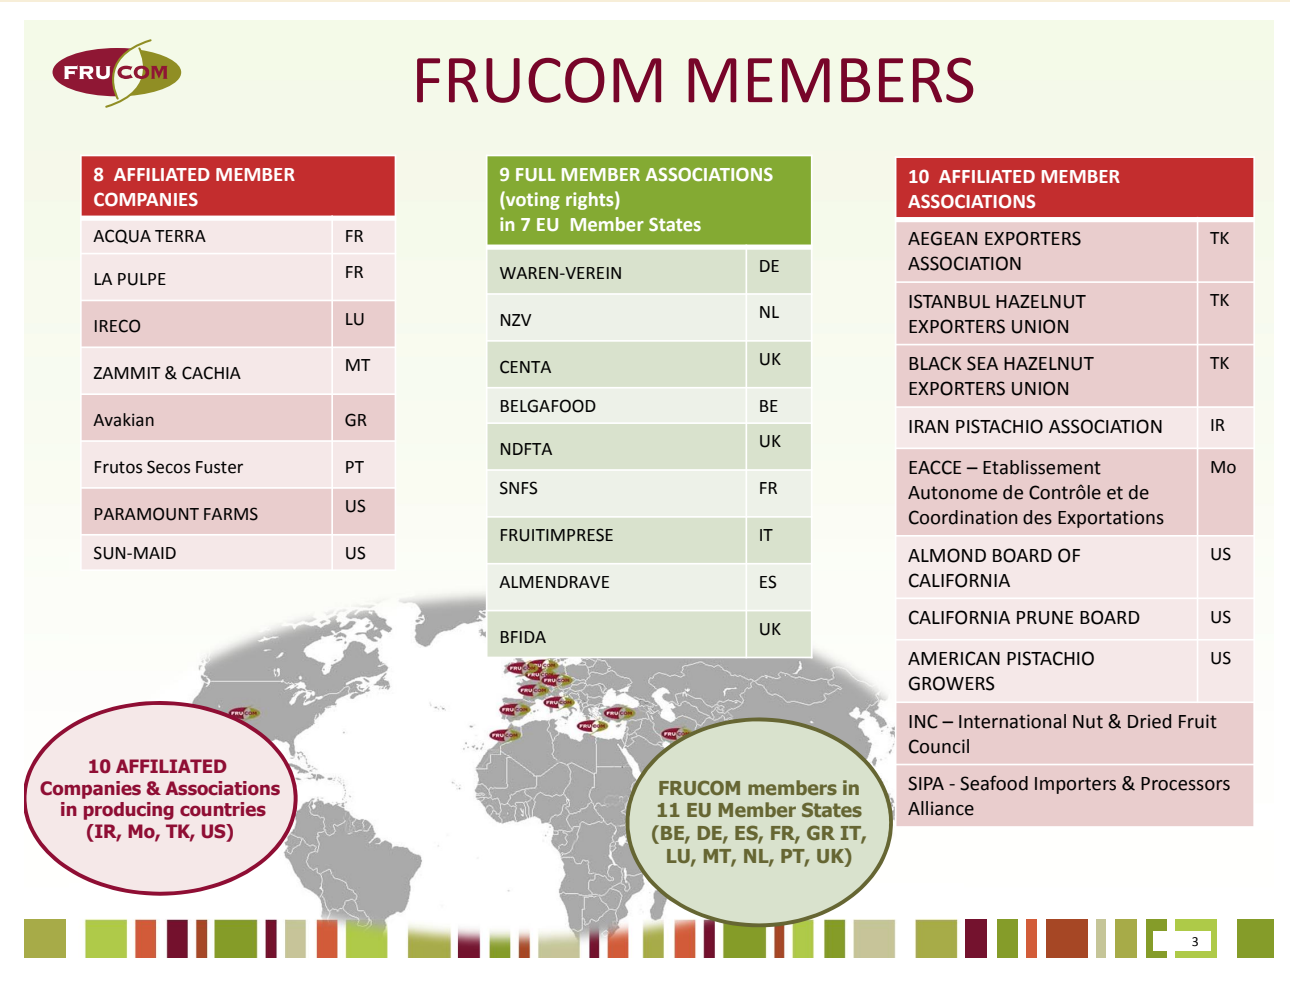 FRUCOM
FRUCOM MEMBERS
8 AFFILIATED MEMBER
COMPANIES
ACQUA TERRA FR
LA PULPE FR
IRECO LU
ZAMMIT & CACHIA MT
Avakian GR
Frutos Secos Fuster PT
PARAMOUNT FARMS US
SUN-MAID US
9 FULL MEMBER ASSOCIATIONS
(voting rights)
in 7 EU Member States
WAREN-VEREIN DE
NZV NL
CENTA UK
BELGAFOOD BE
NDFTA UK
SNFS FR
FRUITIMPRESE IT
ALMENDRAVE ES
BFIDA UK
10 AFFILIATED MEMBER
ASSOCIATIONS
AEGEAN EXPORTERS TK
ASSOCIATION
ISTANBUL HAZELNUT TK
EXPORTERS UNION
BLACK SEA HAZELNUT TK
EXPORTERS UNION
IRAN PISTACHIO ASSOCIATION IR
EACCE – Etablissement Mo
Autonome de Contrôle et de
Coordination des Exportations
ALMOND BOARD OF US
CALIFORNIA
CALIFORNIA PRUNE BOARD US
AMERICAN PISTACHIO US
GROWERS
INC – International Nut & Dried Fruit
Council
SIPA - Seafood Importers & Processors
Alliance
10 AFFILIATED
Companies & Associations
in producing countries
(IR, Mo, TK, US)
FRUCOM members in
11 EU Member States
(BE, DE, ES, FR, GR IT,
LU, MT, NL, PT, UK)
3